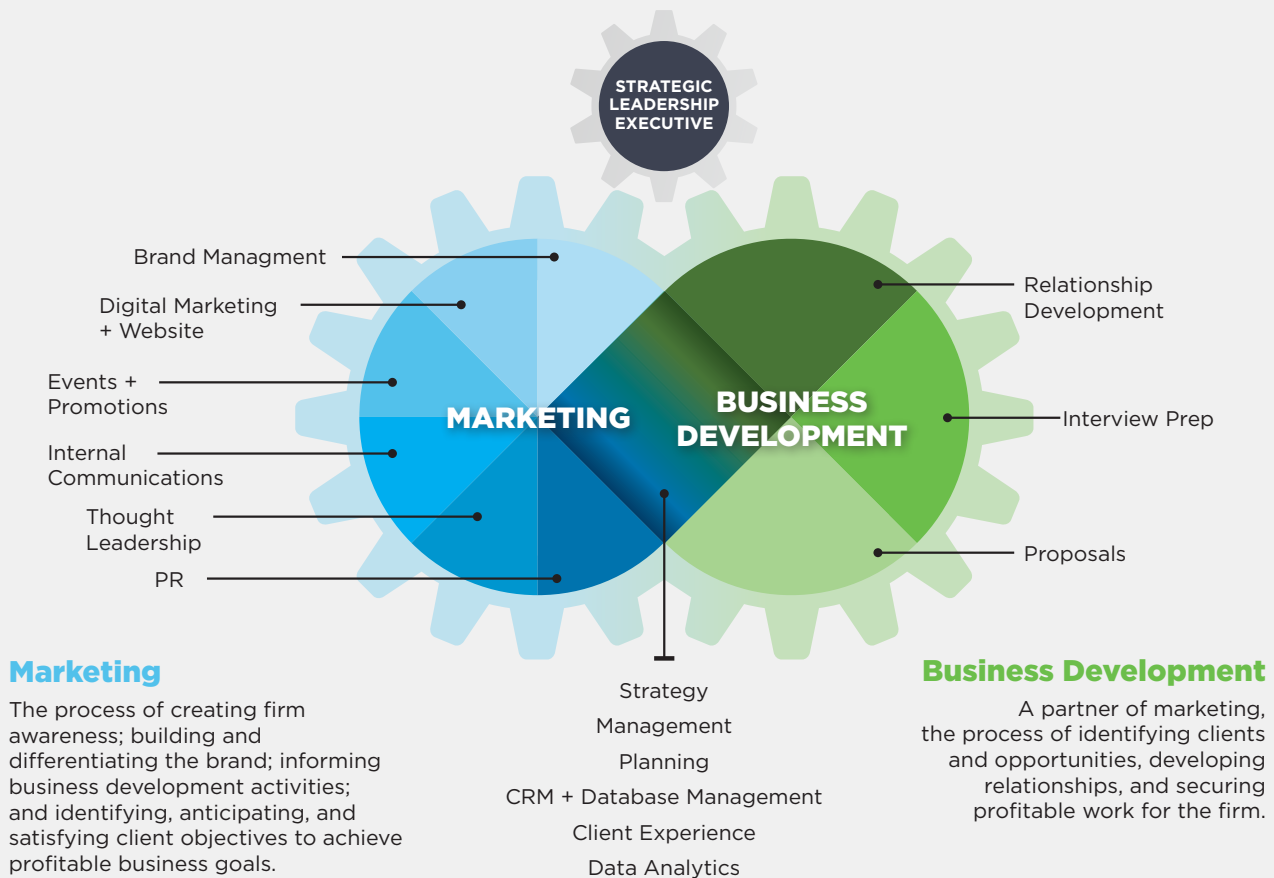 STRATEGIC
LEADERSHIP
EXECUTIVE
Brand Managment
Digital Marketing
+ Website
Events +
Promotions
Internal
Communications
Thought
Leadership
PR
MARKETING
BUSINESS
DEVELOPMENT
Relationship
Development
Interview Prep
Proposals
Marketing
The process of creating firm
awareness; building and
differentiating the brand; informing
business development activities;
and identifying, anticipating, and
satisfying client objectives to achieve
profitable business goals.
Strategy
Management
Planning
CRM + Database Management
Client Experience
Data Analytics
Business Development
A partner of marketing,
the process of identifying clients
and opportunities, developing
relationships, and securing
profitable work for the firm.